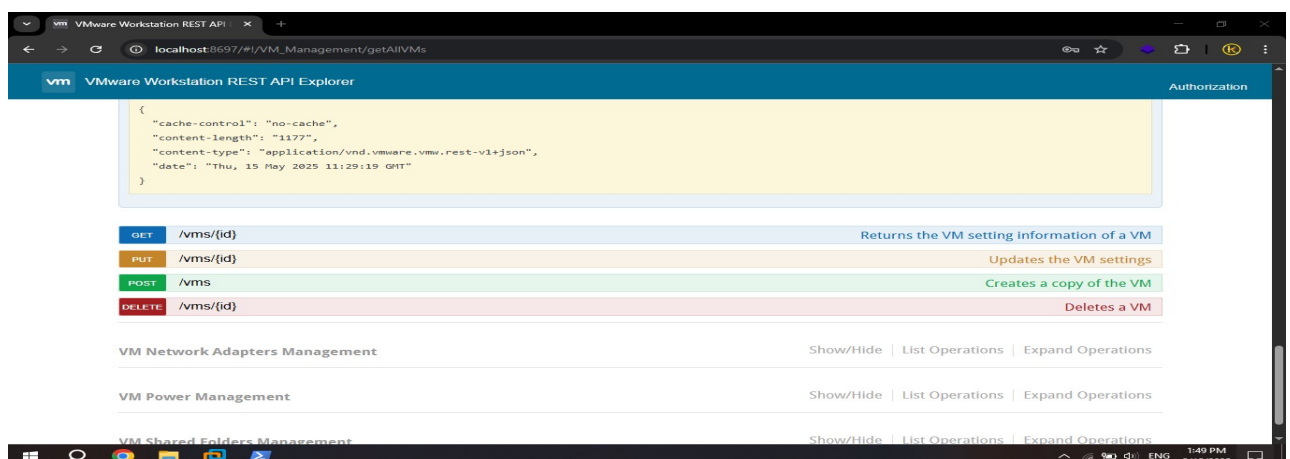 vm VMware Workstation REST API
localhost:8697/#!/VM_Management/getAllVMs
vm VMware Workstation REST API Explorer
Authorization
{
"cache-control": "no-cache",
"content-length": "1177",
"content-type": "application/vnd.vmware.vmw.rest-v1+json",
"date": "Thu, 15 May 2025 11:29:19 GMT"
}
GET /vms/{id} Returns the VM setting information of a VM
PUT /vms/{id} Updates the VM settings
POST /vms Creates a copy of the VM
DELETE /vms/{id} Deletes a VM
VM Network Adapters Management Show/Hide List Operations Expand Operations
VM Power Management Show/Hide List Operations Expand Operations
VM Shared Folders Management Show/Hide List Operations Expand Operations
ENG 1:49 PM